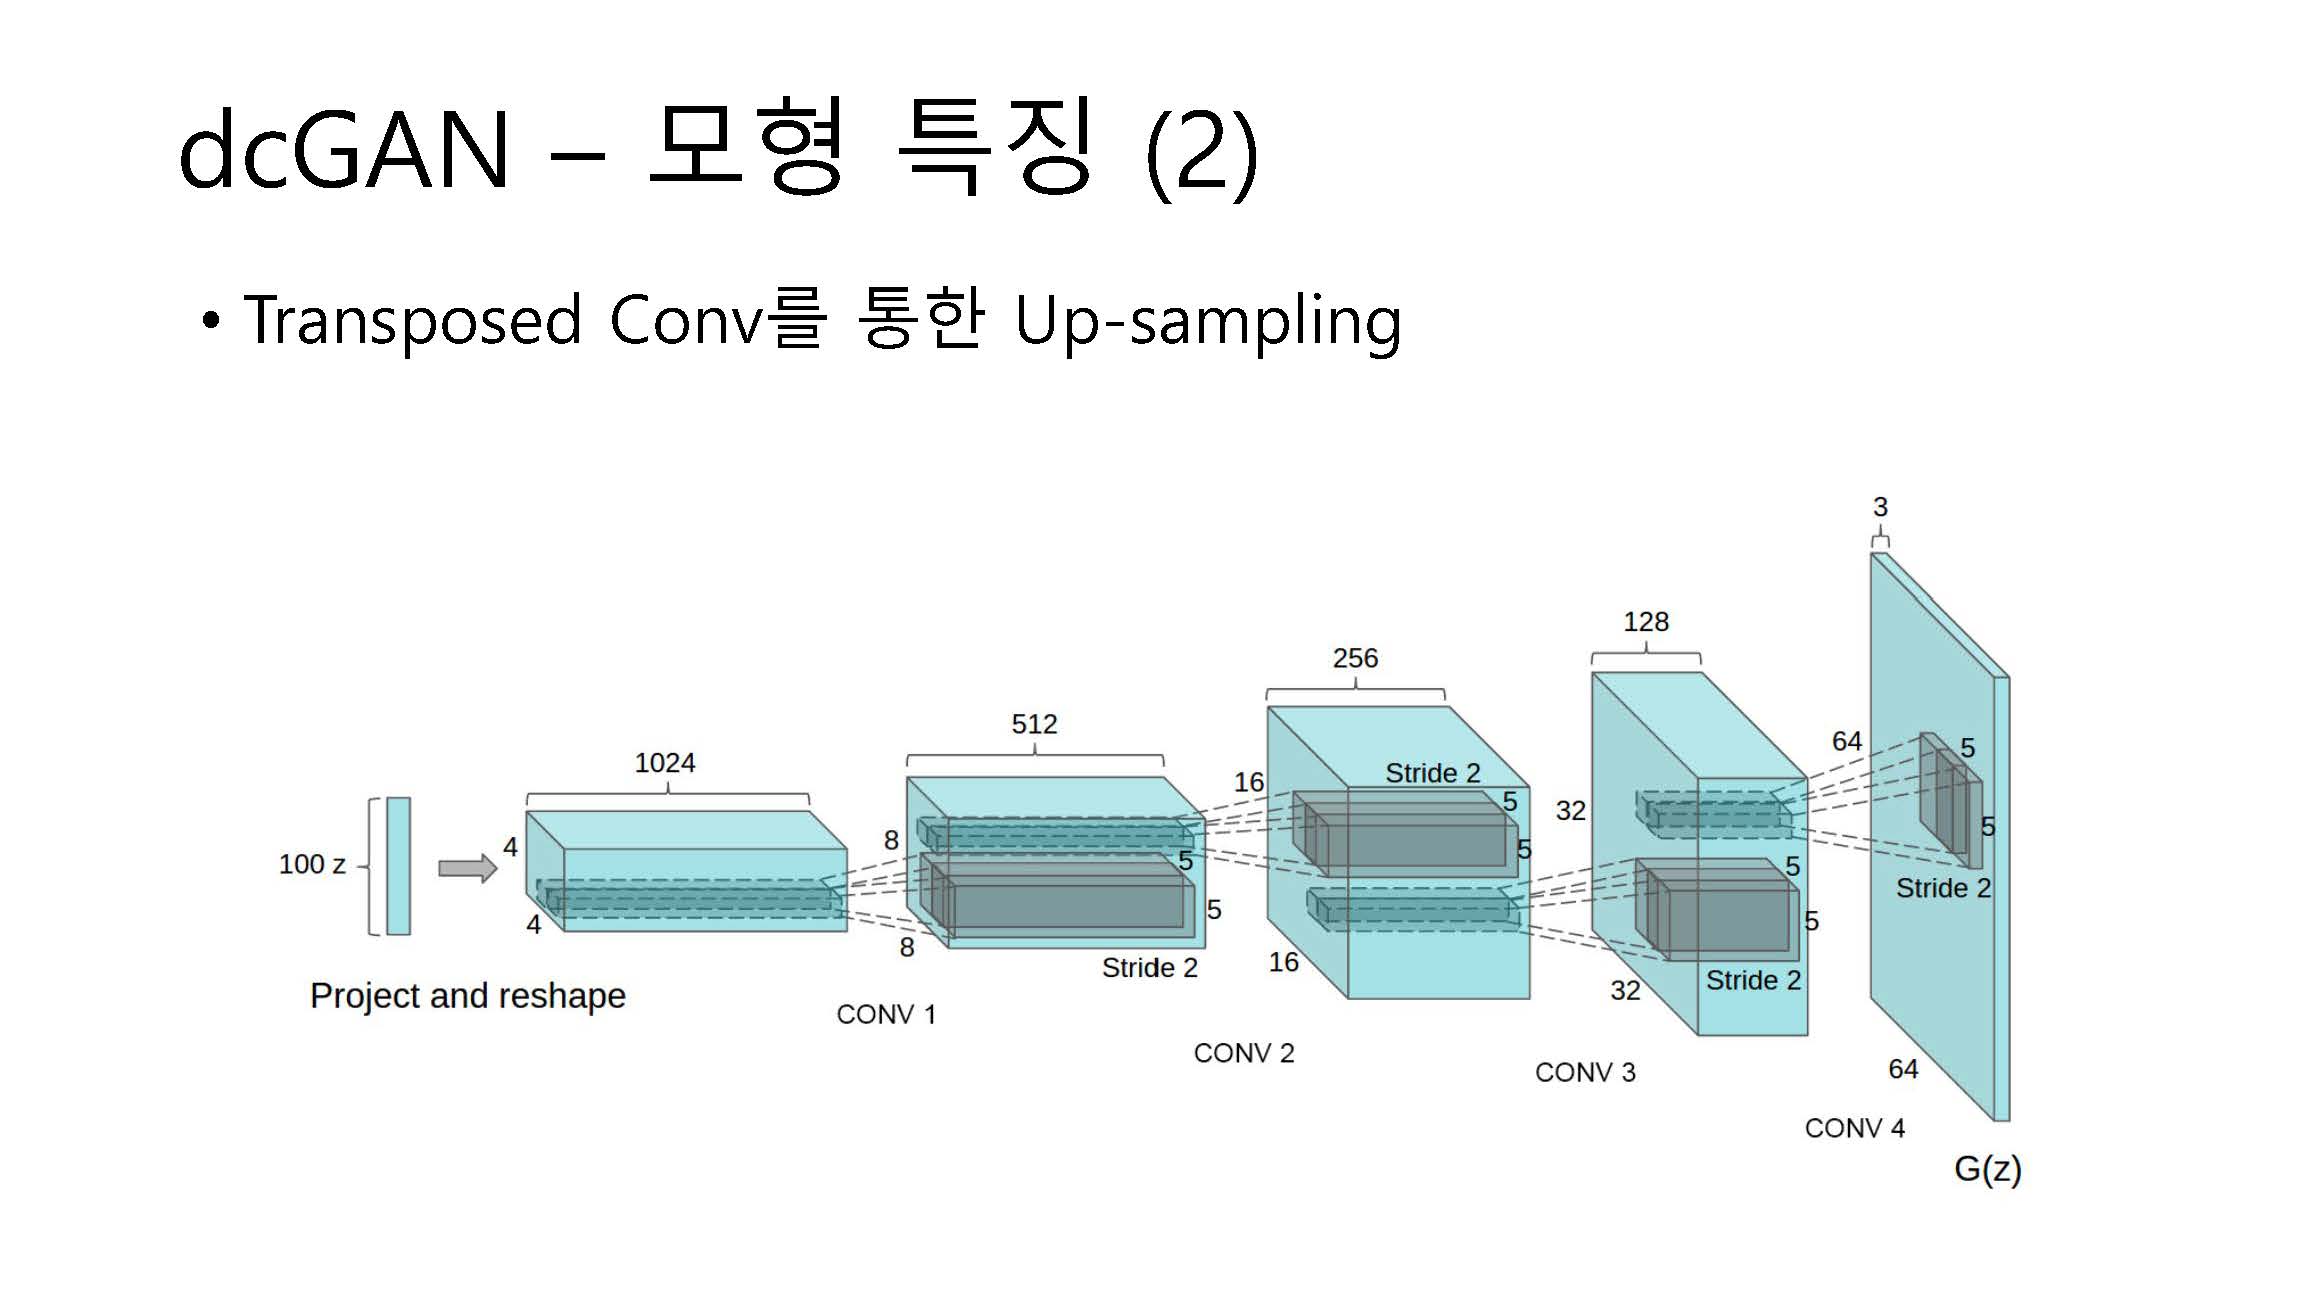 dcGAN – 모형 특징 (2)
• Transposed Conv를 통한 Up-sampling
100 z
Project and reshape
1024
4
4
CONV 1
512
8
8
5
5
Stride 2
CONV 2
256
16
16
Stride 2
5
5
CONV 3
128
32
32
5
5
Stride 2
CONV 4
3
64
64
5
5
Stride 2
G(z)